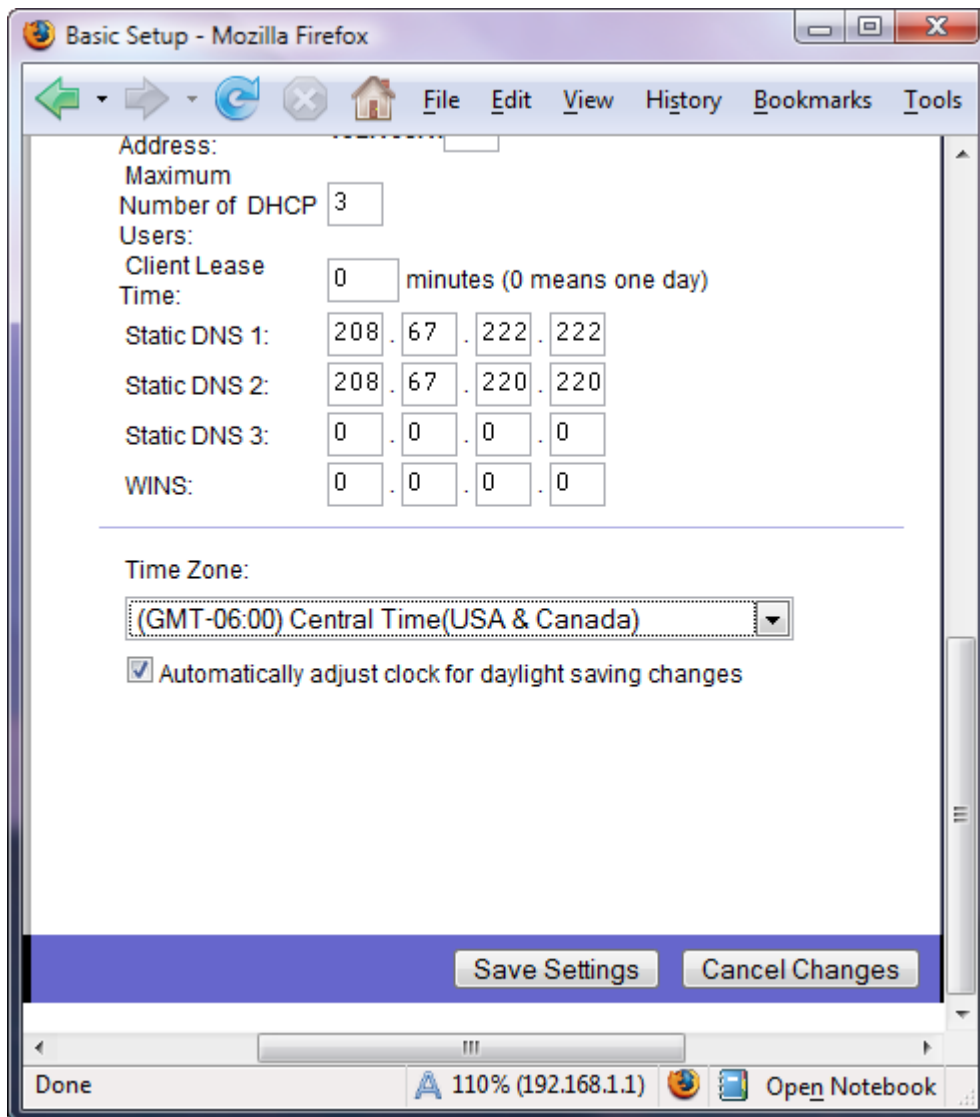 Basic Setup - Mozilla Firefox
File Edit View History Bookmarks Tools
Address:
Maximum
Number of DHCP 3
Users:
Client Lease
Time: 0 minutes (0 means one day)
Static DNS 1: 208 . 67 . 222 . 222
Static DNS 2: 208 . 67 . 220 . 220
Static DNS 3: 0 . 0 . 0 . 0
WINS: 0 . 0 . 0 . 0
Time Zone:
(GMT-06:00) Central Time(USA & Canada)
Automatically adjust clock for daylight saving changes
Save Settings Cancel Changes
Done 110% (192.168.1.1) Open Notebook